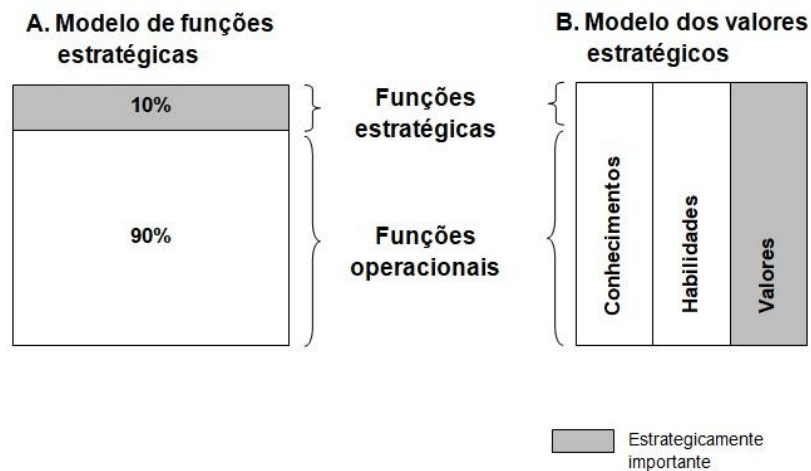 A. Modelo de funções
estratégicas
B. Modelo dos valores
estratégicos
10%
90%
Funções
estratégicas
Funções
operacionais
Conhecimentos
Habilidades
Valores
Estrategicamente
importante